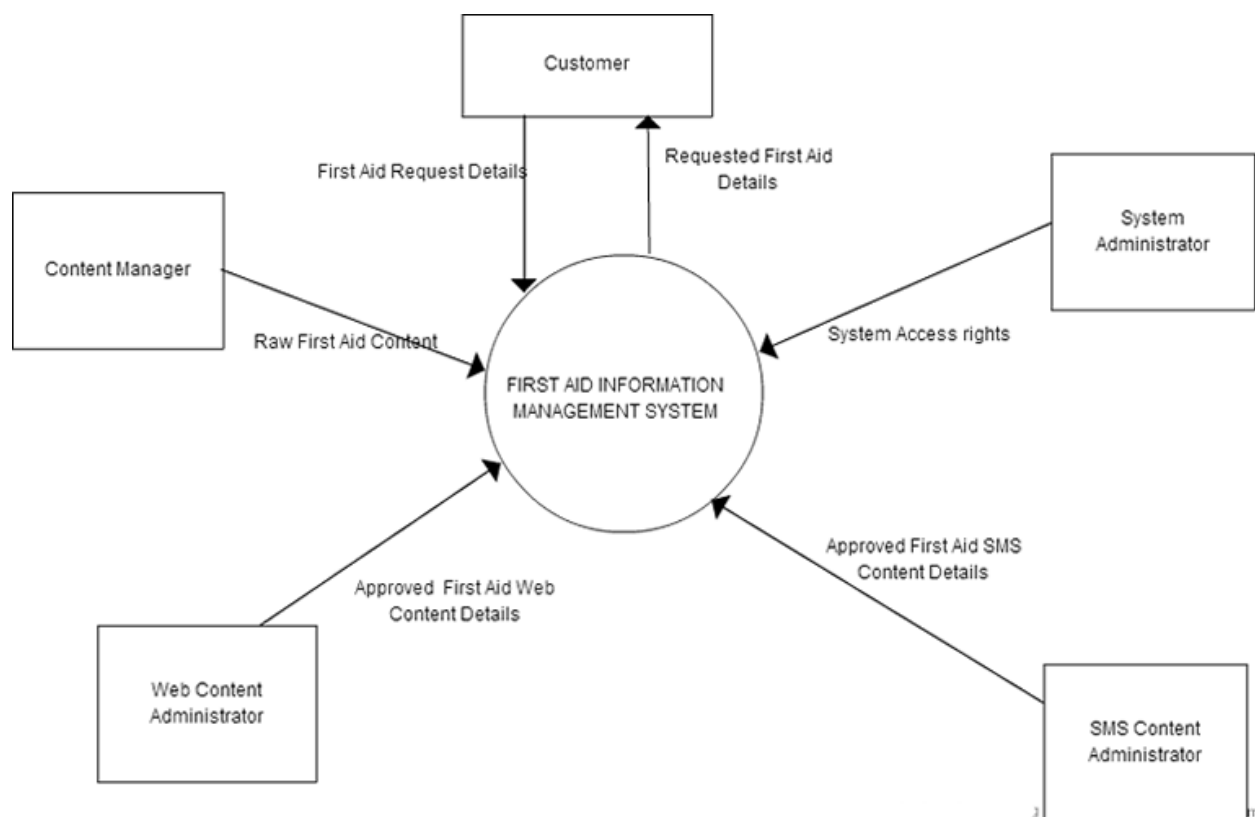 Customer
First Aid Request Details
Requested First Aid
Details
System
Administrator
Content Manager
Raw First Aid Content
System Access rights
FIRST AID INFORMATION
MANAGEMENT SYSTEM
Approved First Aid Web
Content Details
Approved First Aid SMS
Content Details
Web Content
Administrator
SMS Content
Administrator